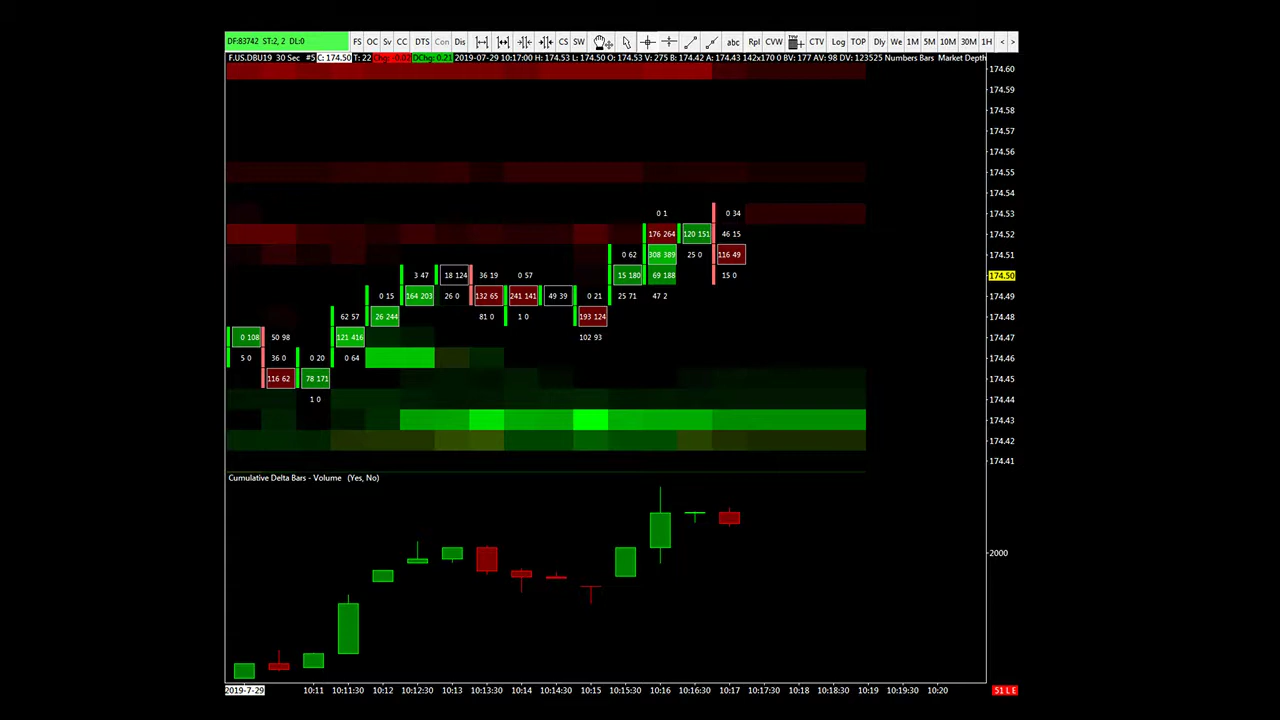 DF:83742 ST:2, 2 DL:0 FS OC Sv CC DTS Con Dis CS SW abc Rpl CVW CTV Log TOP Dly We 1M 5M 10M 30M 1H < >
F.US.DBU19 30 Sec #S C: 174.50 T: 22 Chg: -0.02 DChg: 0.21 2019-07-29 10:17:00 H: 174.53 L: 174.50 O: 174.53 V: 275 B: 174.42 A: 174.43 142x170 0 BV: 177 AV: 98 DV: 123525 Numbers Bars Market Depth
174.60
174.59
174.58
174.57
174.56
174.55
174.54
0 1 0 34 174.53
176 264 120 151 46 15 174.52
0 62 308 389 25 0 116 49 174.51
3 47 18 124 36 19 0 57 15 180 69 188 15 0 174.50
0 15 164 203 26 0 132 65 241 141 49 39 0 21 25 71 47 2 174.49
62 57 26 244 81 0 1 0 193 124 174.48
0 108 50 98 121 416 102 93 174.47
5 0 36 0 0 20 0 64 174.46
116 62 78 171 174.45
1 0 174.44
174.43
174.42
174.41
Cumulative Delta Bars - Volume (Yes, No)
2000
2019-7-29 10:11 10:11:30 10:12 10:12:30 10:13 10:13:30 10:14 10:14:30 10:15 10:15:30 10:16 10:16:30 10:17 10:17:30 10:18 10:18:30 10:19 10:19:30 10:20 S1 L E